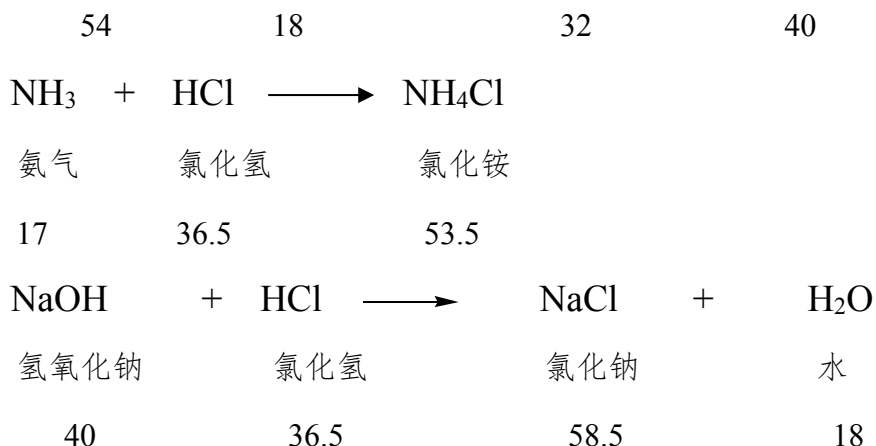 54 18 32 40
NH₃ + HCl ⟶ NH₄Cl
氨气 氯化氢 氯化铵
17 36.5 53.5
NaOH + HCl ⟶ NaCl + H₂O
氢氧化钠 氯化氢 氯化钠 水
40 36.5 58.5 18